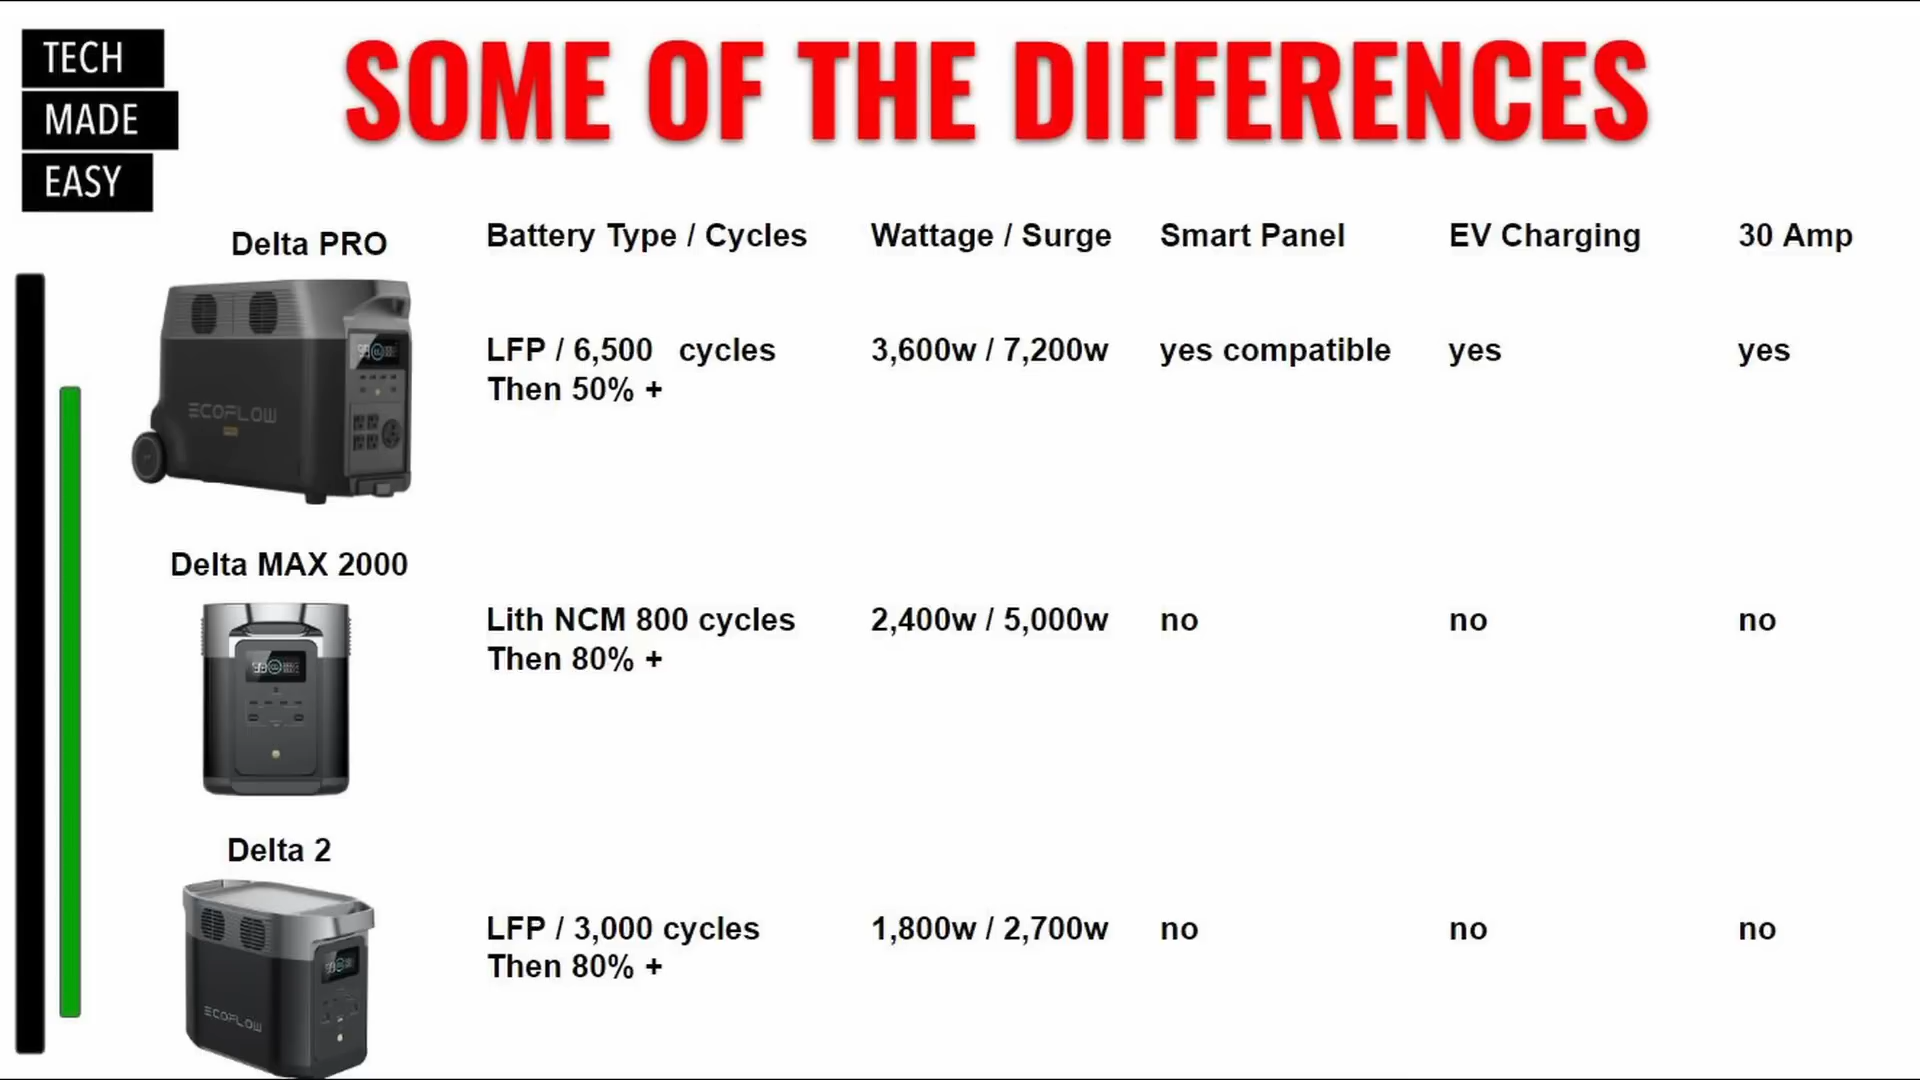 TECH
MADE
EASY
SOME OF THE DIFFERENCES
Delta PRO
Battery Type / Cycles
Wattage / Surge
Smart Panel
EV Charging
30 Amp
ECOFLOW
LFP / 6,500 cycles
Then 50% +
3,600w / 7,200w
yes compatible
yes
yes
Delta MAX 2000
Lith NCM 800 cycles
Then 80% +
2,400w / 5,000w
no
no
no
Delta 2
ECOFLOW
LFP / 3,000 cycles
Then 80% +
1,800w / 2,700w
no
no
no